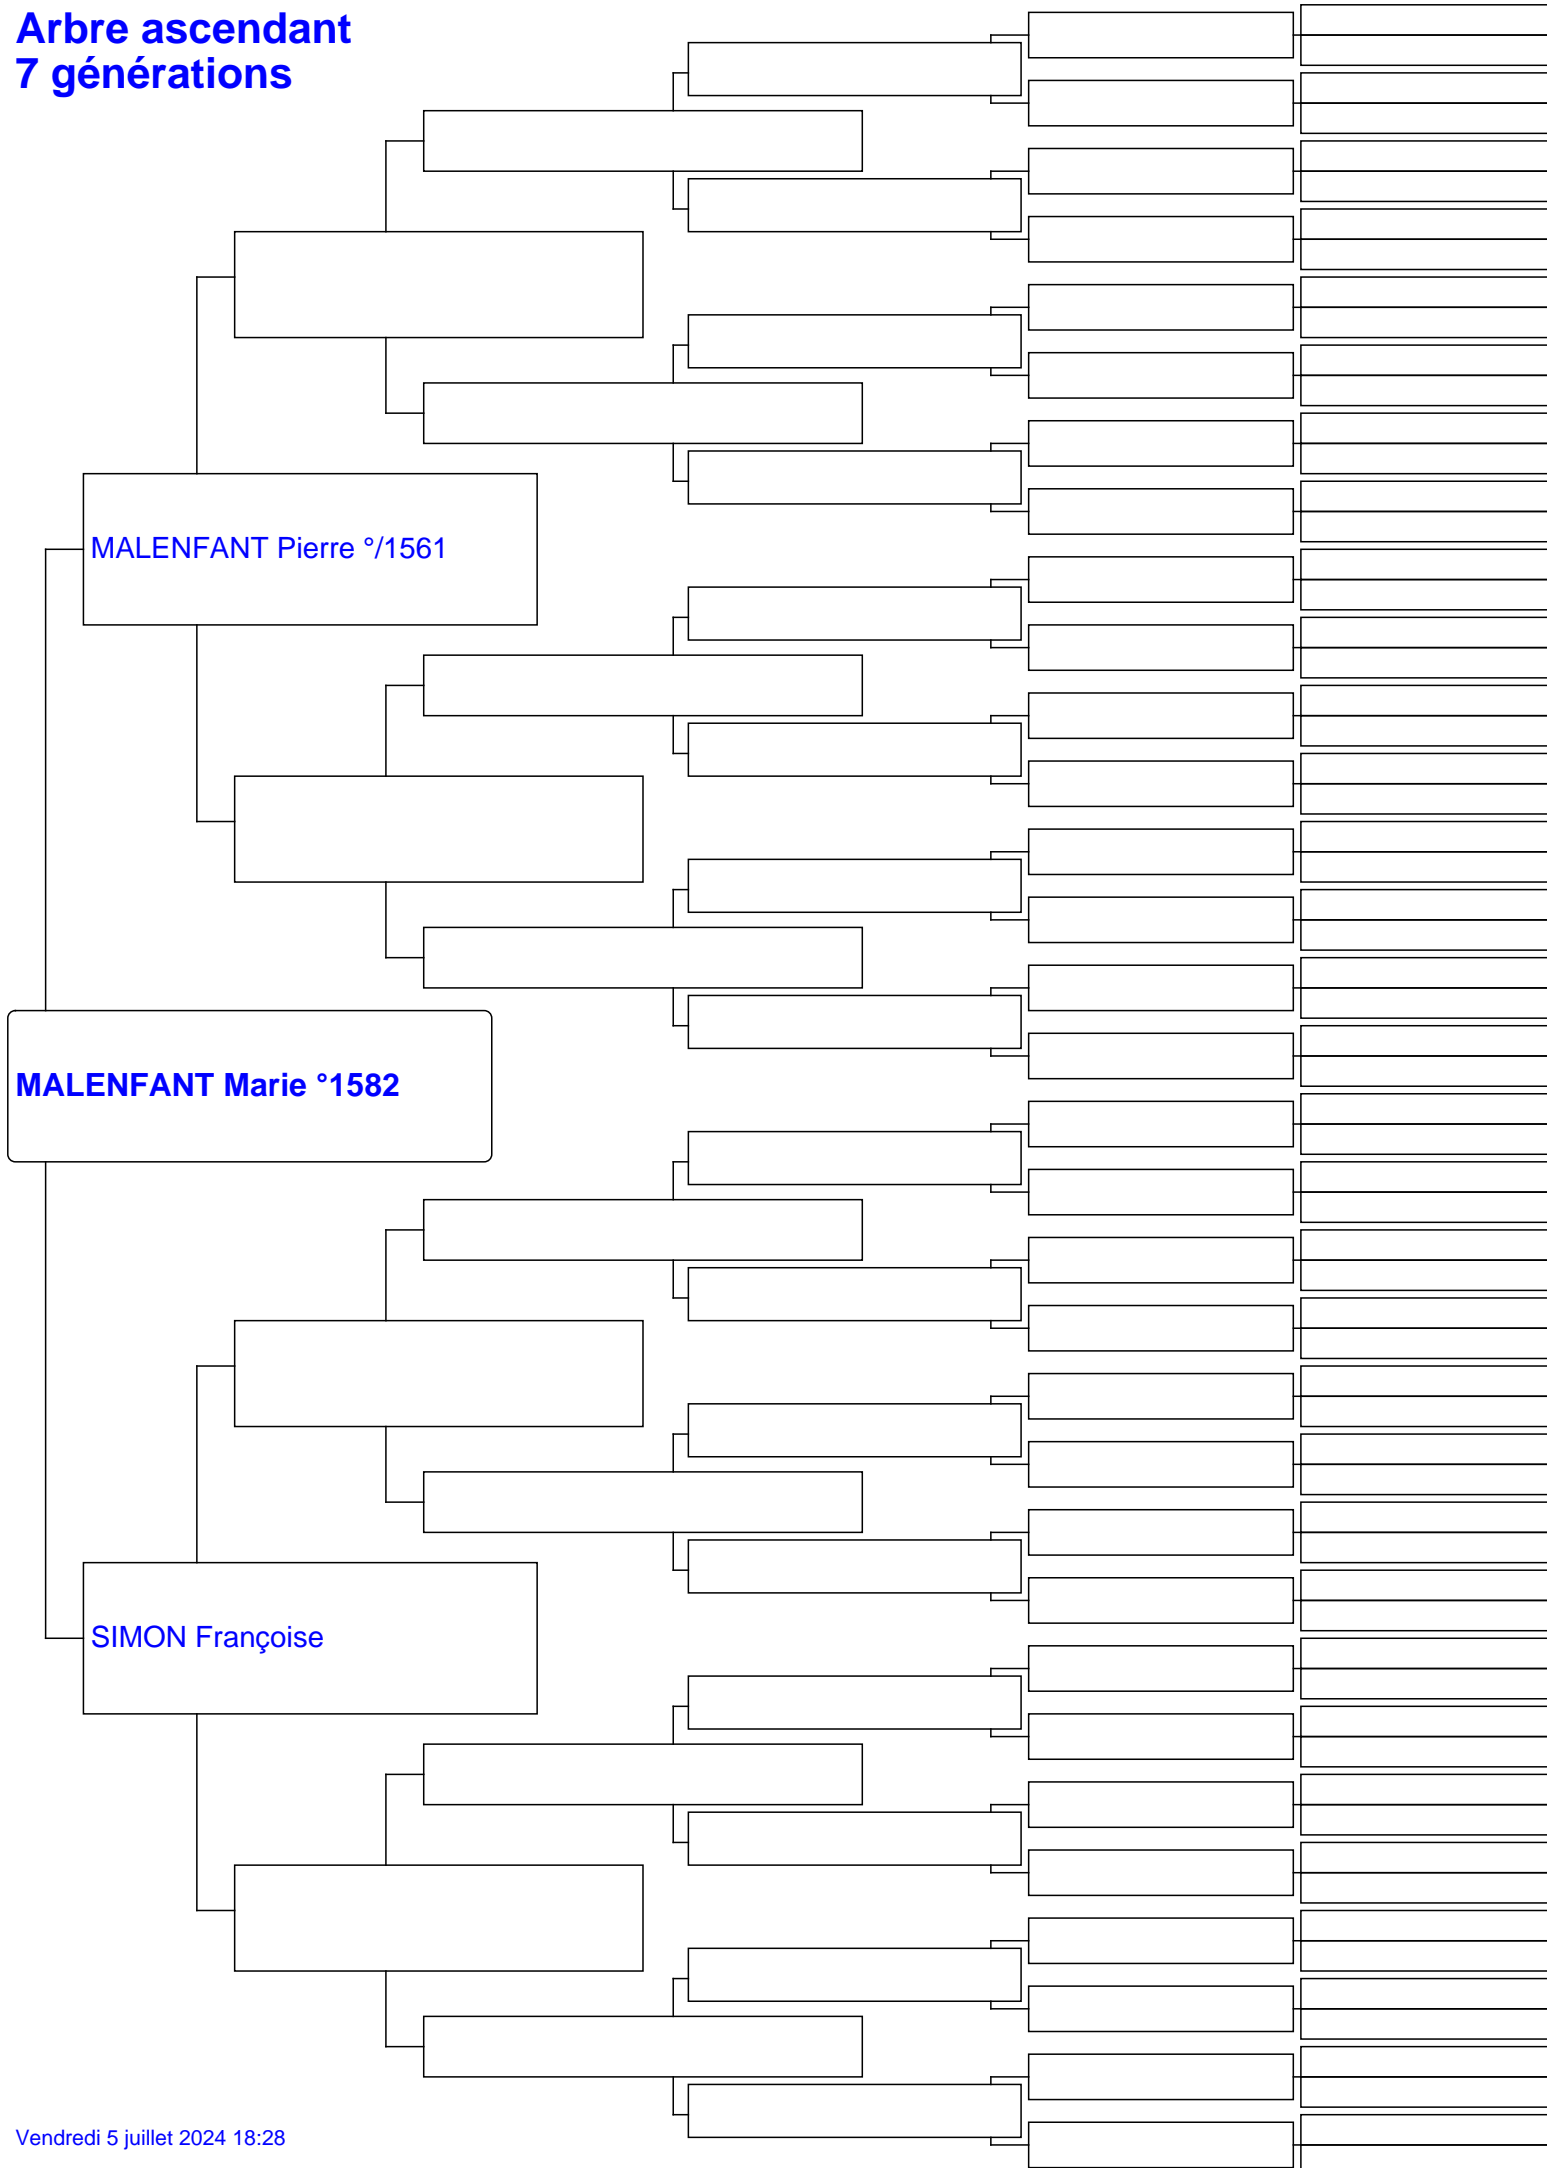 Arbre ascendant
7 générations
MALENFANT Pierre °/1561
MALENFANT Marie °1582
SIMON Françoise
Vendredi 5 juillet 2024 18:28